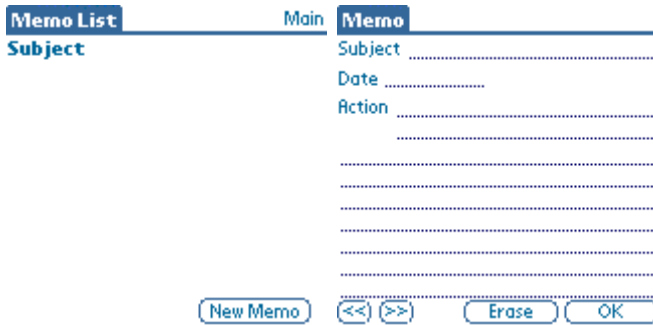 Memo List Main
Subject
New Memo
Memo
Subject
Date
Action
<< >> Erase OK